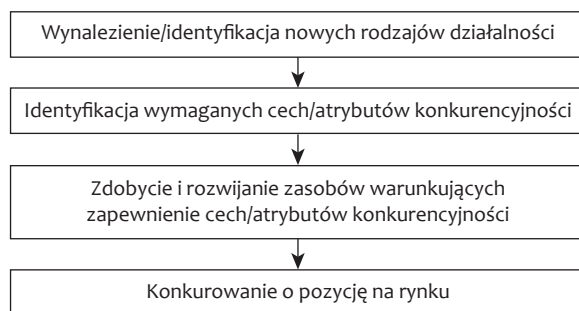 Wynalezienie/identyfikacja nowych rodzajów działalności
Identyfikacja wymaganych cech/atrybutów konkurencyjności
Zdobycie i rozwijanie zasobów warunkujących
zapewnienie cech/atrybutów konkurencyjności
Konkurowanie o pozycję na rynku